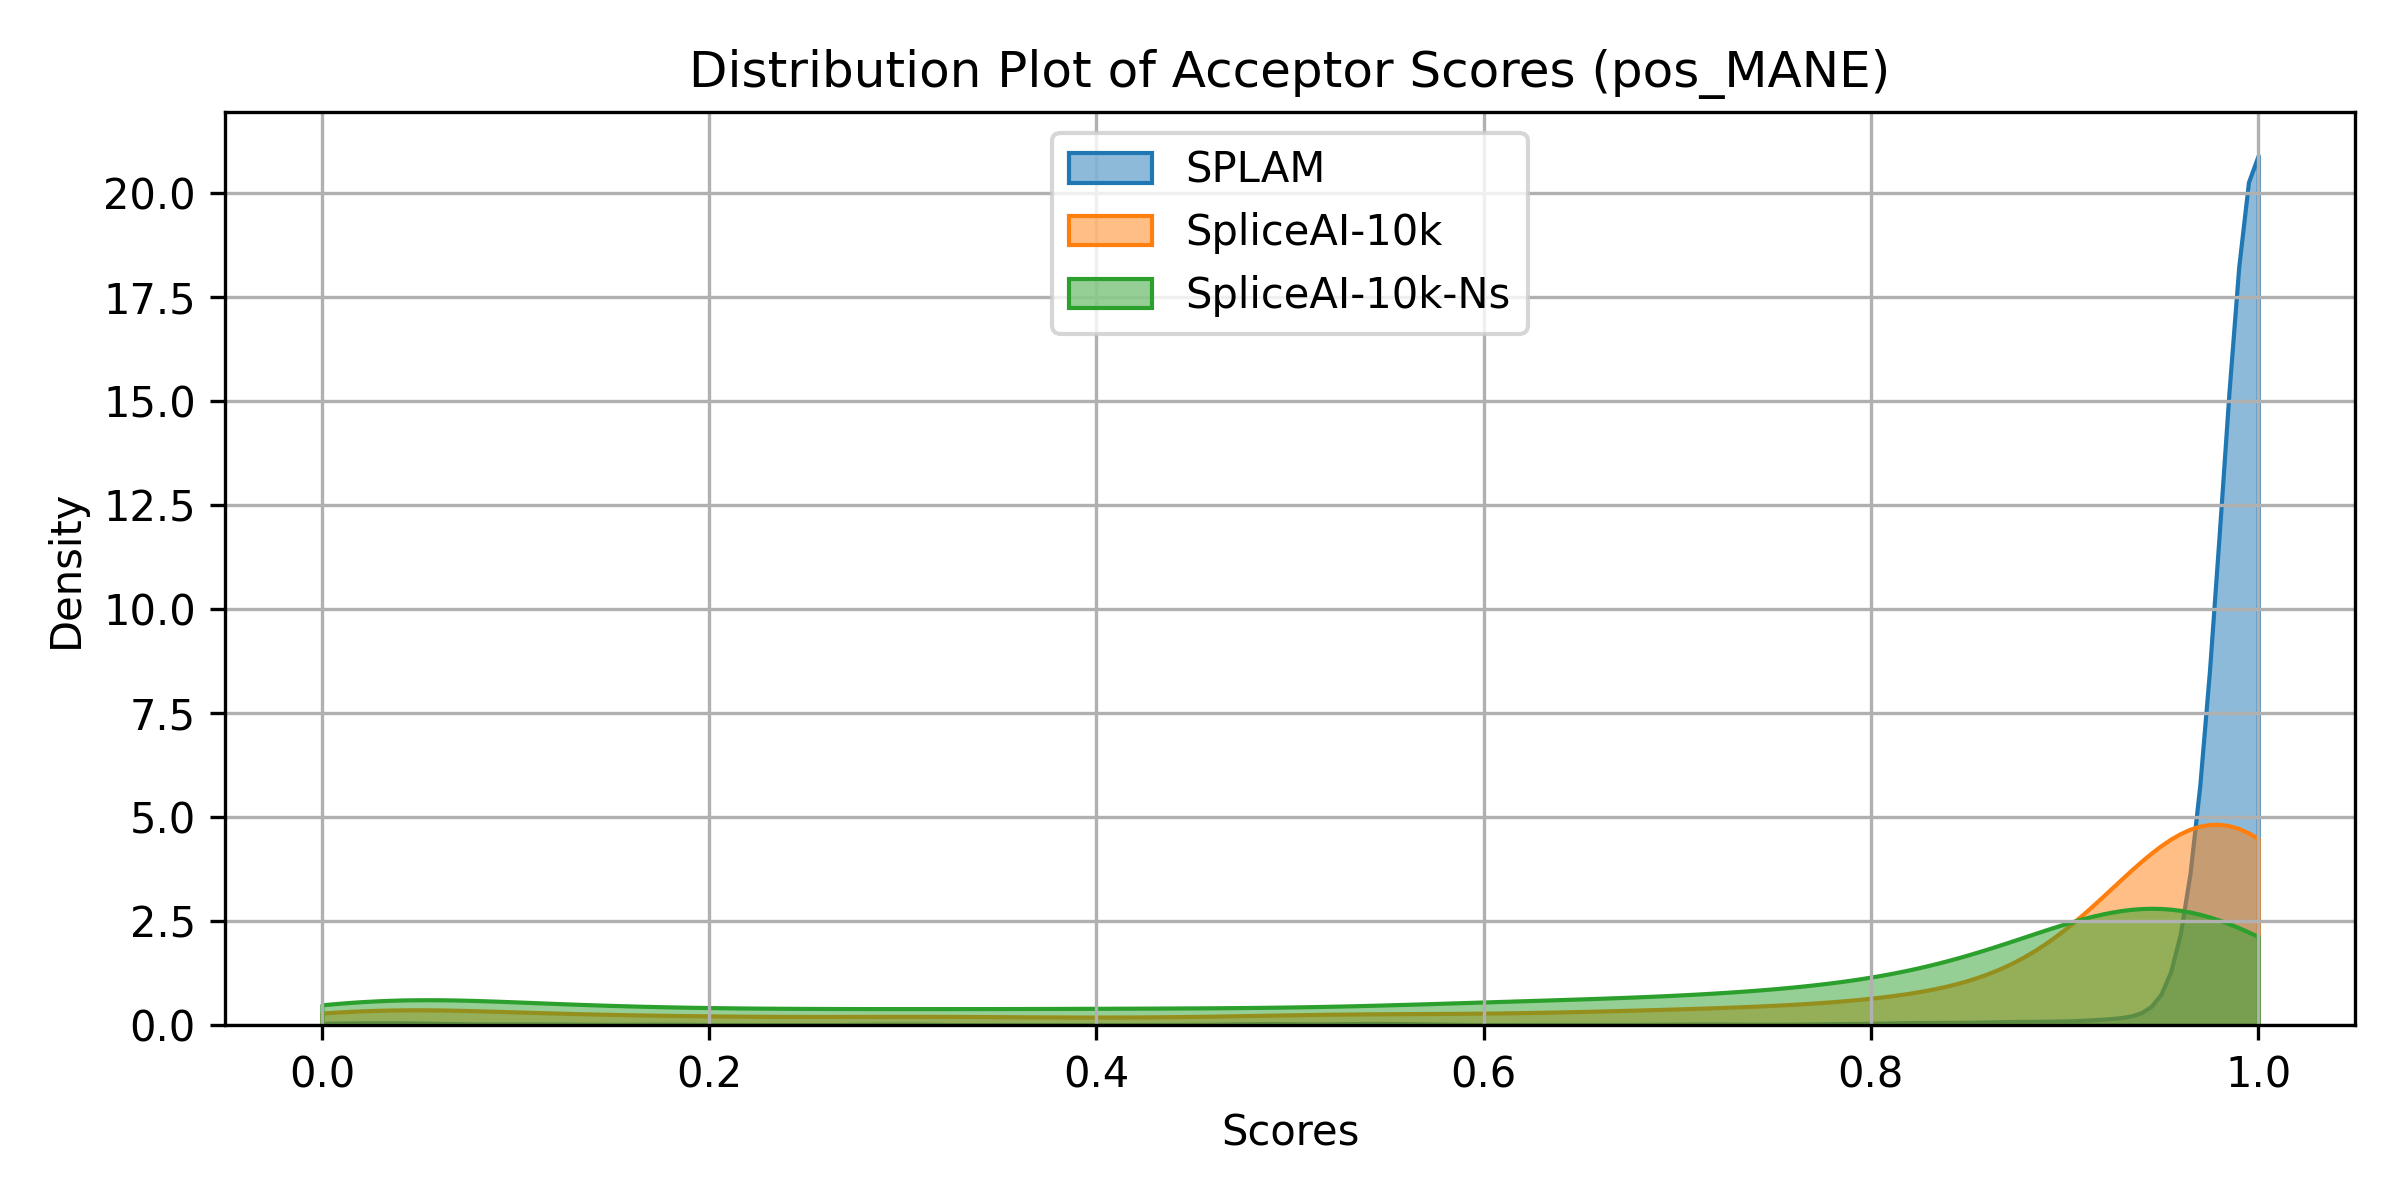 Distribution Plot of Acceptor Scores (pos_MANE)
SPLAM
SpliceAI-10k
SpliceAI-10k-Ns
20.0
17.5
15.0
12.5
10.0
7.5
5.0
2.5
0.0
Density
0.0 0.2 0.4 0.6 0.8 1.0
Scores